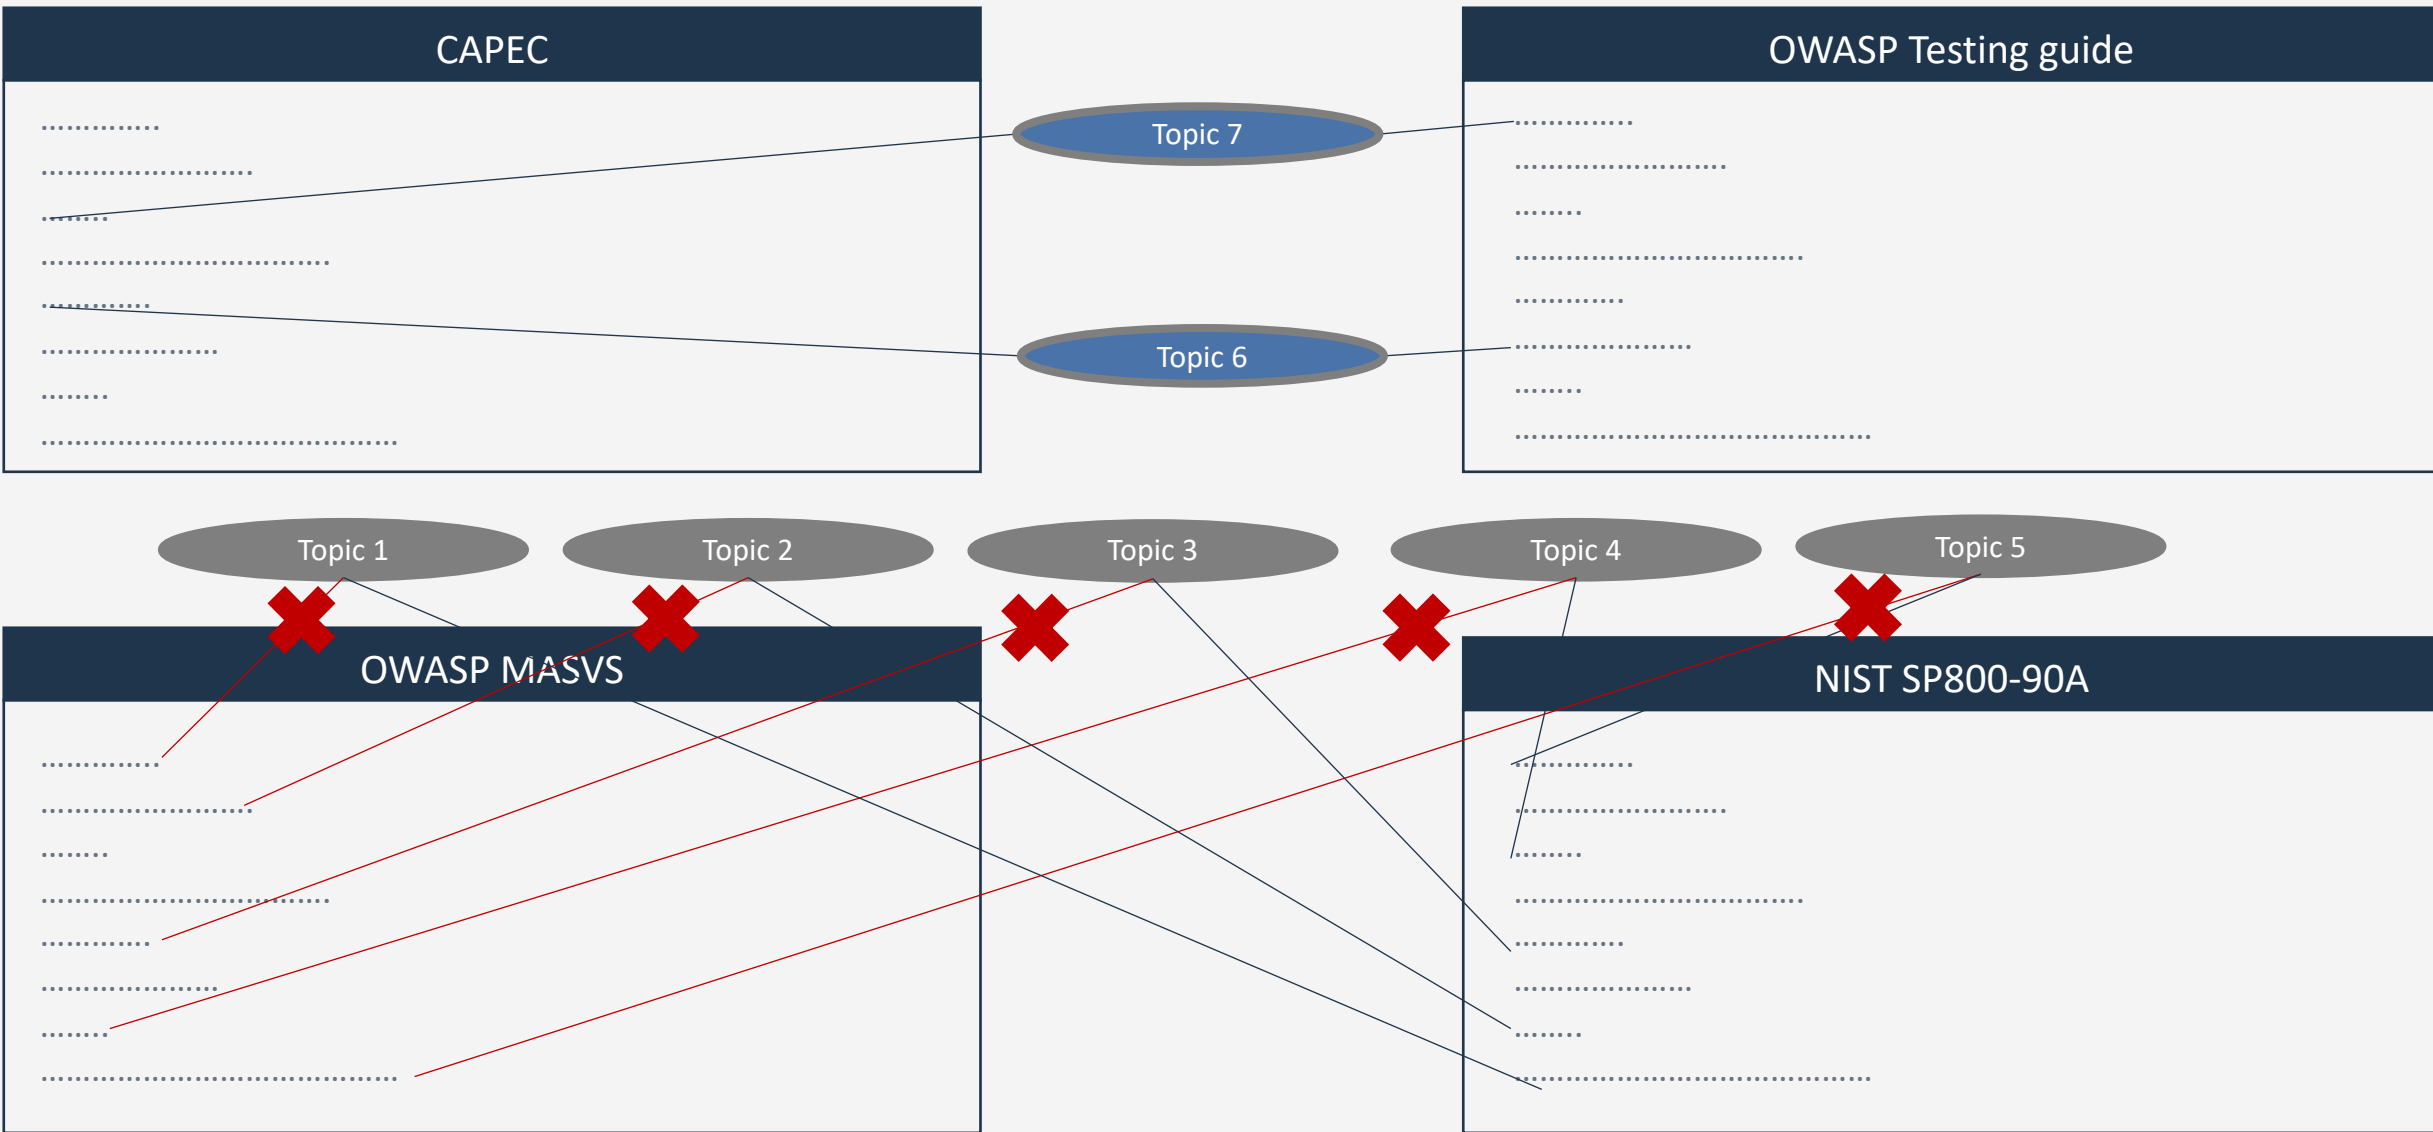 CAPEC
OWASP Testing guide
..............
.........................
........
..................................
.............
.....................
........
..........................................
Topic 7
Topic 6
..............
.........................
........
..................................
.............
.....................
........
..........................................
Topic 1
Topic 2
Topic 3
Topic 4
Topic 5
OWASP MASVS
NIST SP800-90A
..............
.........................
........
..................................
.............
.....................
........
..........................................
..............
.........................
........
..................................
.............
.....................
........
..........................................